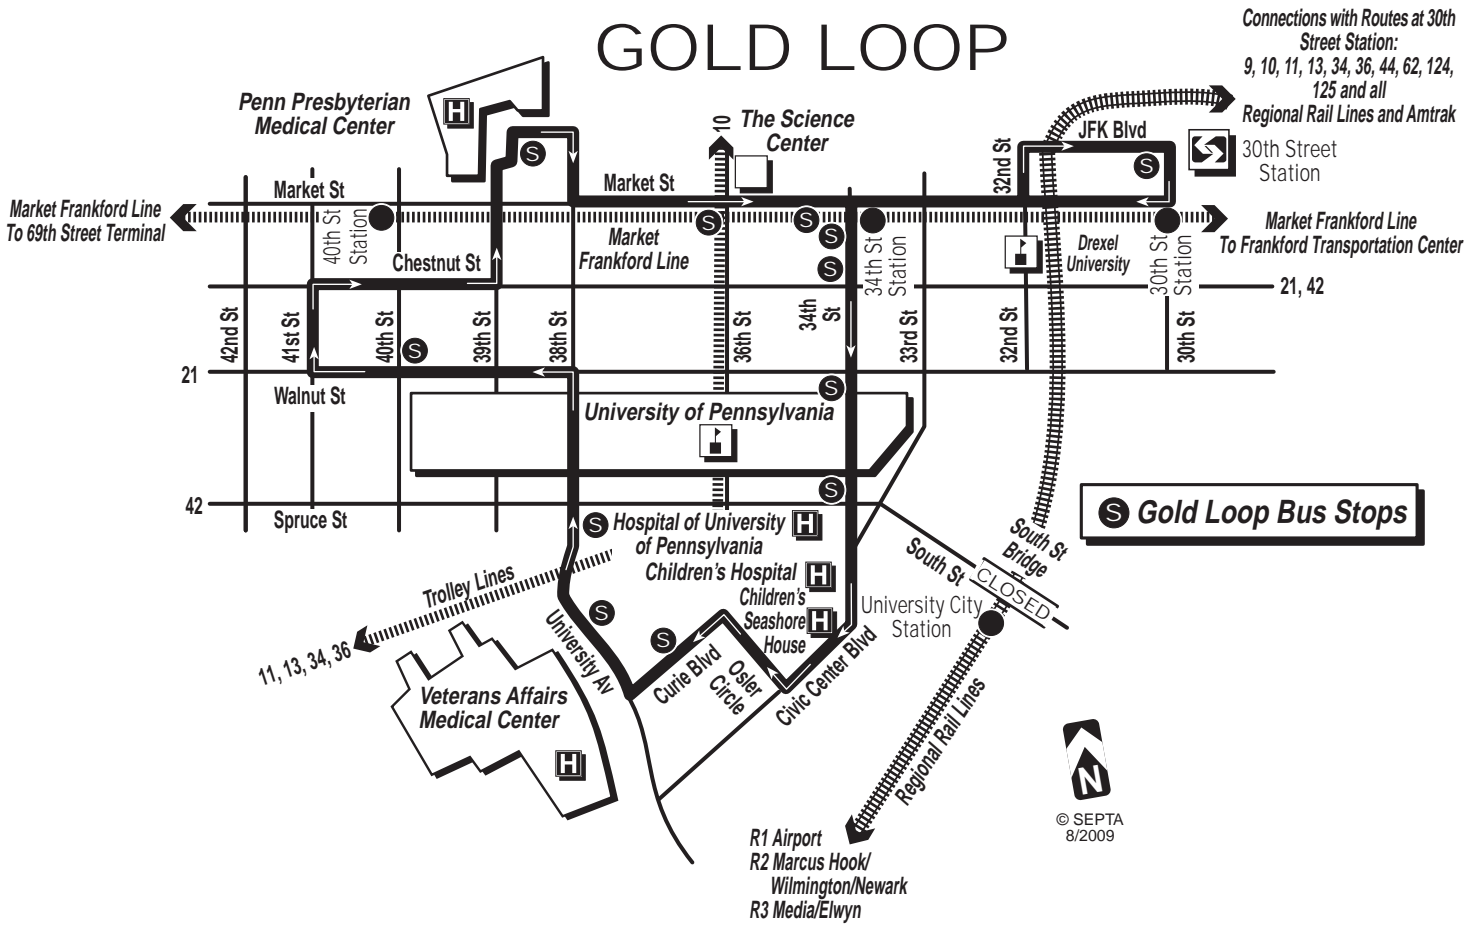 GOLD LOOP
Connections with Routes at 30th
Street Station:
9, 10, 11, 13, 34, 36, 44, 62, 124,
125 and all
Regional Rail Lines and Amtrak
Penn Presbyterian
Medical Center
H
S
10
The Science
Center
32nd St
JFK Blvd
S
S
30th Street
Station
Market St
Market St
Market Frankford Line
To 69th Street Terminal
40th St
Station
S
S
S
Market
Frankford Line
34th St
Station
Drexel
University
30th St
Station
Market Frankford Line
To Frankford Transportation Center
Chestnut St
S
21, 42
42nd St
41st St
40th St
S
39th St
38th St
36th St
34th
St
33rd St
32nd St
30th St
21
Walnut St
S
University of Pennsylvania
42
Spruce St
S
S
Hospital of University
of Pennsylvania
H
Children's Hospital
H
Children's
Seashore
House
H
South St
South St
Bridge
CLOSED
S Gold Loop Bus Stops
Trolley Lines
11, 13, 34, 36
S
S
University Av
Curie Blvd
Osler
Circle
Civic Center Blvd
University City
Station
Regional Rail Lines
Veterans Affairs
Medical Center
H
N
© SEPTA
8/2009
R1 Airport
R2 Marcus Hook/
Wilmington/Newark
R3 Media/Elwyn